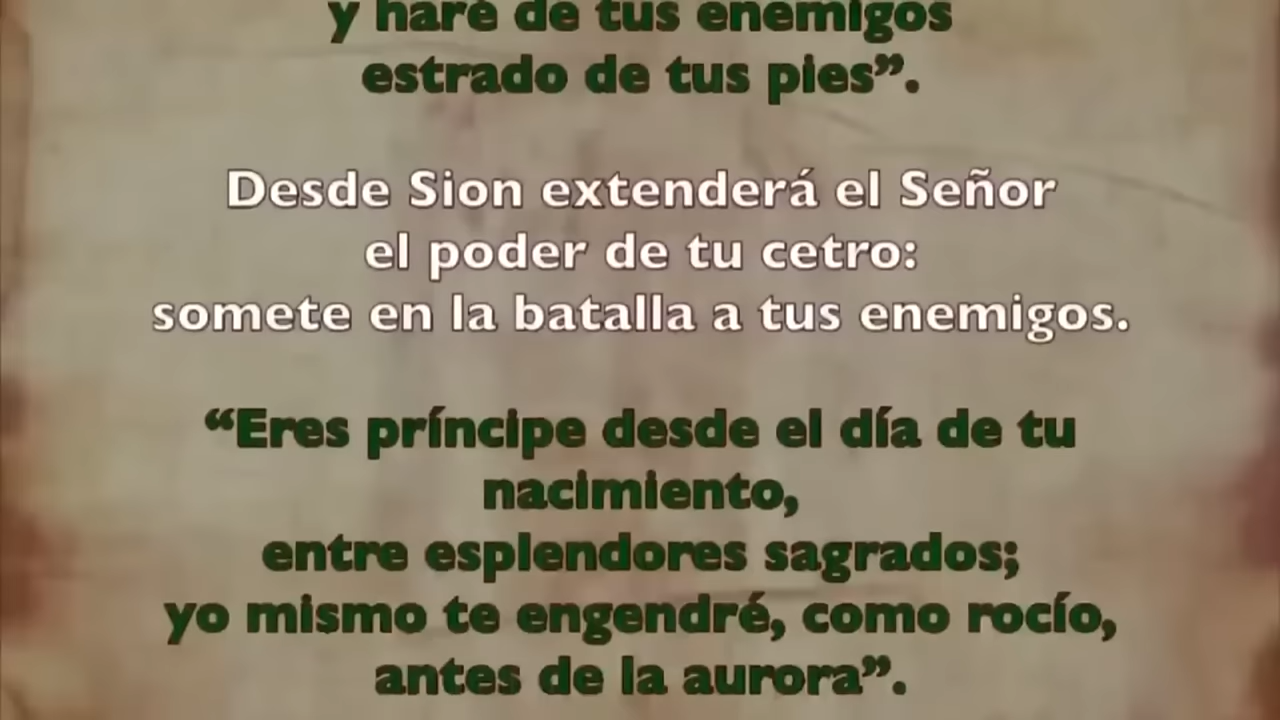 y haré de tus enemigos
estrado de tus pies”.
Desde Sion extenderá el Señor
el poder de tu cetro:
somete en la batalla a tus enemigos.
“Eres príncipe desde el día de tu
nacimiento,
entre esplendores sagrados;
yo mismo te engendré, como rocío,
antes de la aurora”.